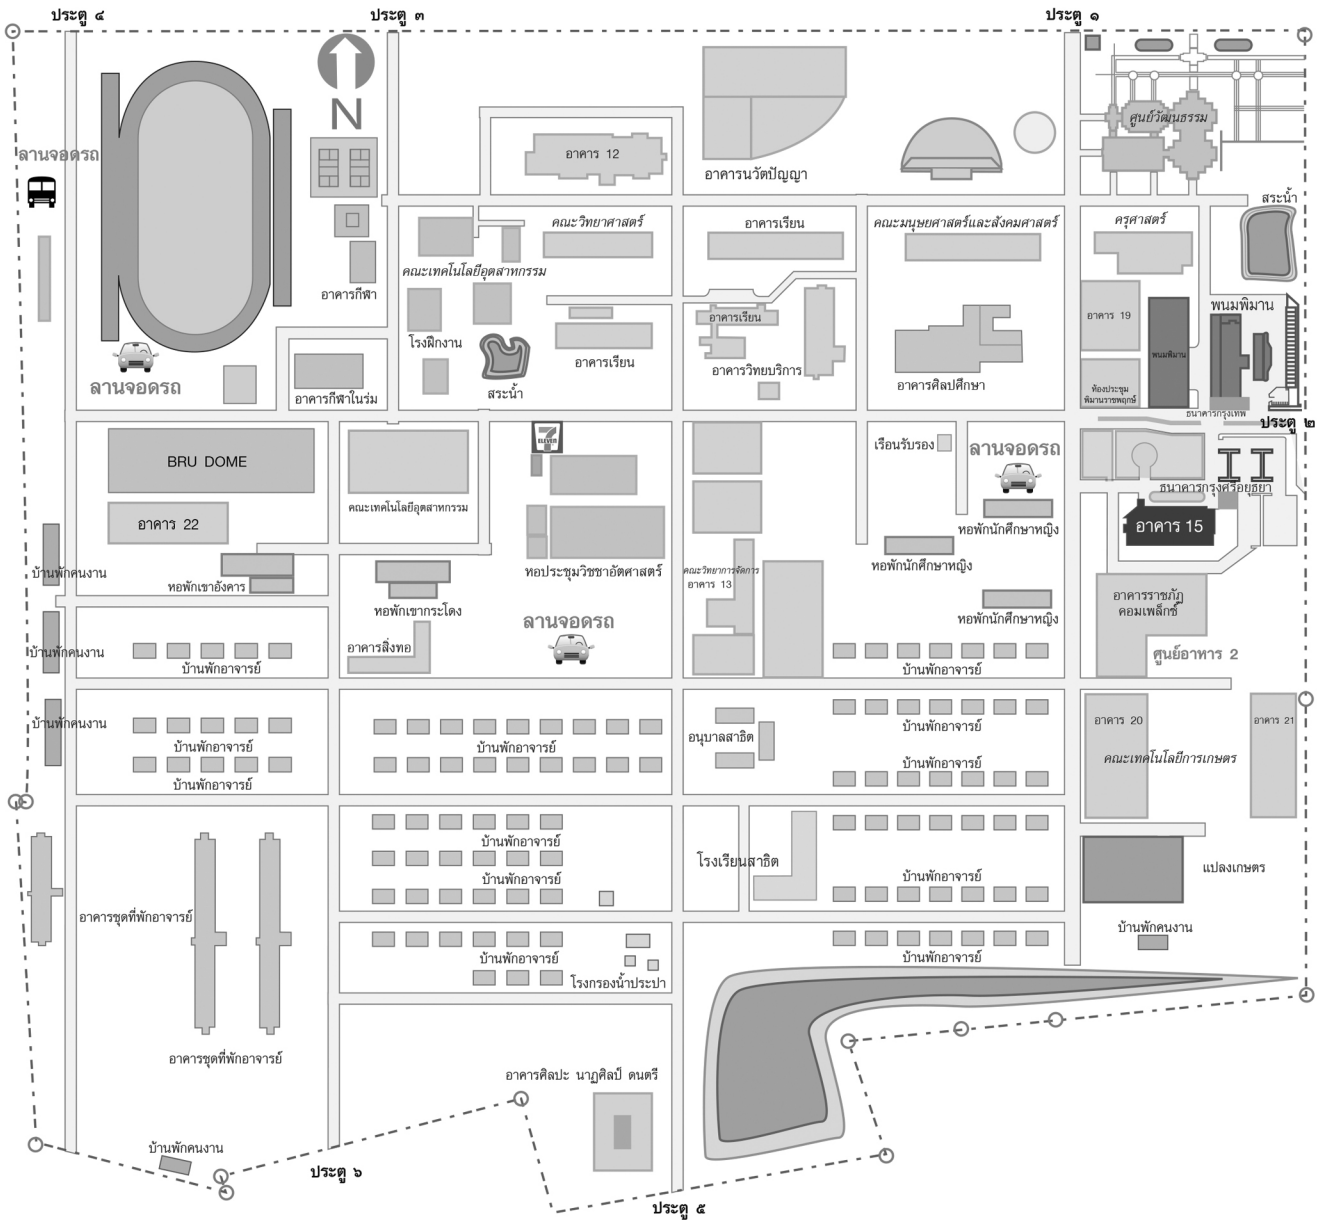 ประตู ๔
ประตู ๓
ประตู ๑
N
ลานจอดรถ
อาคาร 12
อาคารนวัตปัญญา
ศูนย์วัฒนธรรม
สระน้ำ
คณะวิทยาศาสตร์
อาคารเรียน
คณะมนุษยศาสตร์และสังคมศาสตร์
ครุศาสตร์
คณะเทคโนโลยีอุตสาหกรรม
อาคารกีฬา
โรงฝึกงาน
อาคารเรียน
อาคารเรียน
อาคาร 19
พนมพิมาน
พนมพิมาน
อาคารวิทยบริการ
อาคารศิลปศึกษา
ห้องประชุม
พิมานราชพฤกษ์
ลานจอดรถ
อาคารกีฬาในร่ม
สระน้ำ
ธนาคารกรุงเทพ
ประตู ๒
7
ELEVEN
BRU DOME
เรือนรับรอง
ลานจอดรถ
ธนาคารกรุงศรีอยุธยา
คณะเทคโนโลยีอุตสาหกรรม
อาคาร 22
หอพักนักศึกษาหญิง
อาคาร 15
บ้านพักคนงาน
หอพักเขาอังคาร
หอประชุมวิชชาอัตศาสตร์
คณะวิทยาการจัดการ
อาคาร 13
หอพักนักศึกษาหญิง
หอพักเขากระโดง
หอพักนักศึกษาหญิง
อาคารราชภัฏ
คอมเพล็กซ์
ลานจอดรถ
บ้านพักคนงาน
บ้านพักอาจารย์
อาคารสิ่งทอ
บ้านพักอาจารย์
ศูนย์อาหาร 2
บ้านพักคนงาน
บ้านพักอาจารย์
บ้านพักอาจารย์
อนุบาลสาธิต
บ้านพักอาจารย์
อาคาร 20
อาคาร 21
บ้านพักอาจารย์
บ้านพักอาจารย์
คณะเทคโนโลยีการเกษตร
บ้านพักอาจารย์
โรงเรียนสาธิต
บ้านพักอาจารย์
บ้านพักอาจารย์
แปลงเกษตร
อาคารชุดที่พักอาจารย์
บ้านพักคนงาน
บ้านพักอาจารย์
โรงกรองน้ำประปา
อาคารชุดที่พักอาจารย์
อาคารศิลปะ นาฏศิลป์ ดนตรี
บ้านพักคนงาน
ประตู ๖
ประตู ๕